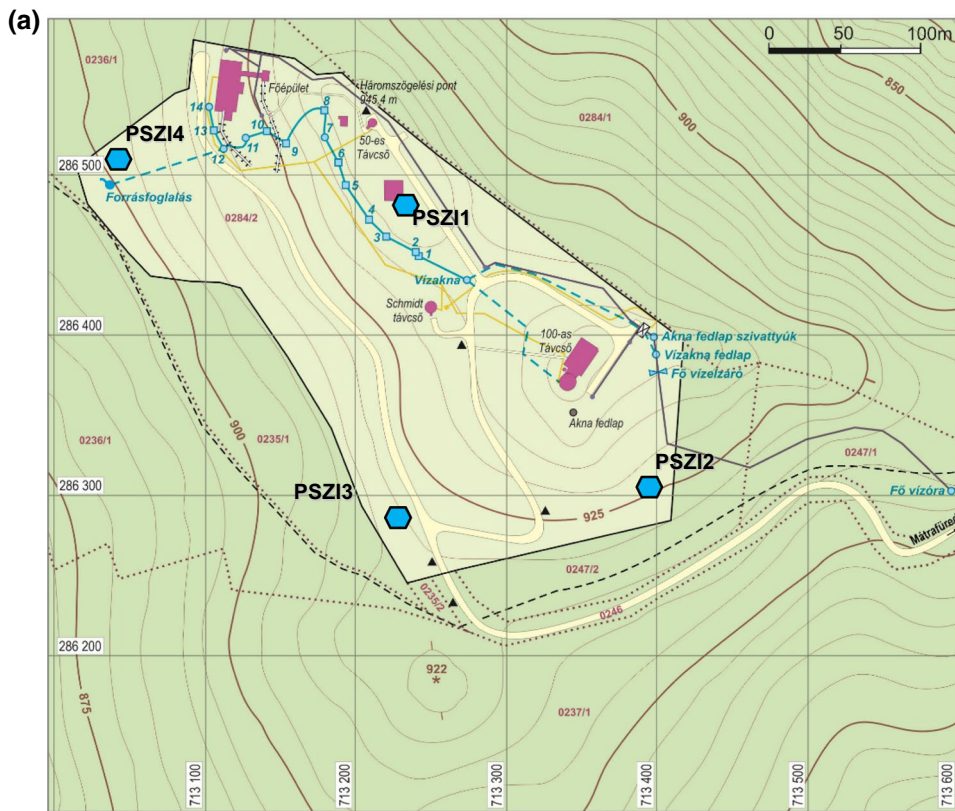 (a)
0 50 100m
0236/1
850
Háromszögelési pont
945,4 m
Főépület
900
0284/1
14
8
13
10
7
50-es
Távcső
PSZI4
12
11
9
6
286 500
Forrásfoglalás
5
0284/2
PSZI1
4
3
2
1
Vízakna
Schmidt
távcső
286 400
100-as
Távcső
Akna fedlap szivattyúk
Vízakna fedlap
Fő vízelzáró
Akna fedlap
900
0236/1
0235/1
0247/1
PSZI2
PSZI3
Fő vízóra
286 300
925
Mátrafüred
0247/2
0235/2
0246
286 200
922
875
0237/1
713 100
713 200
713 300
713 400
713 500
713 600